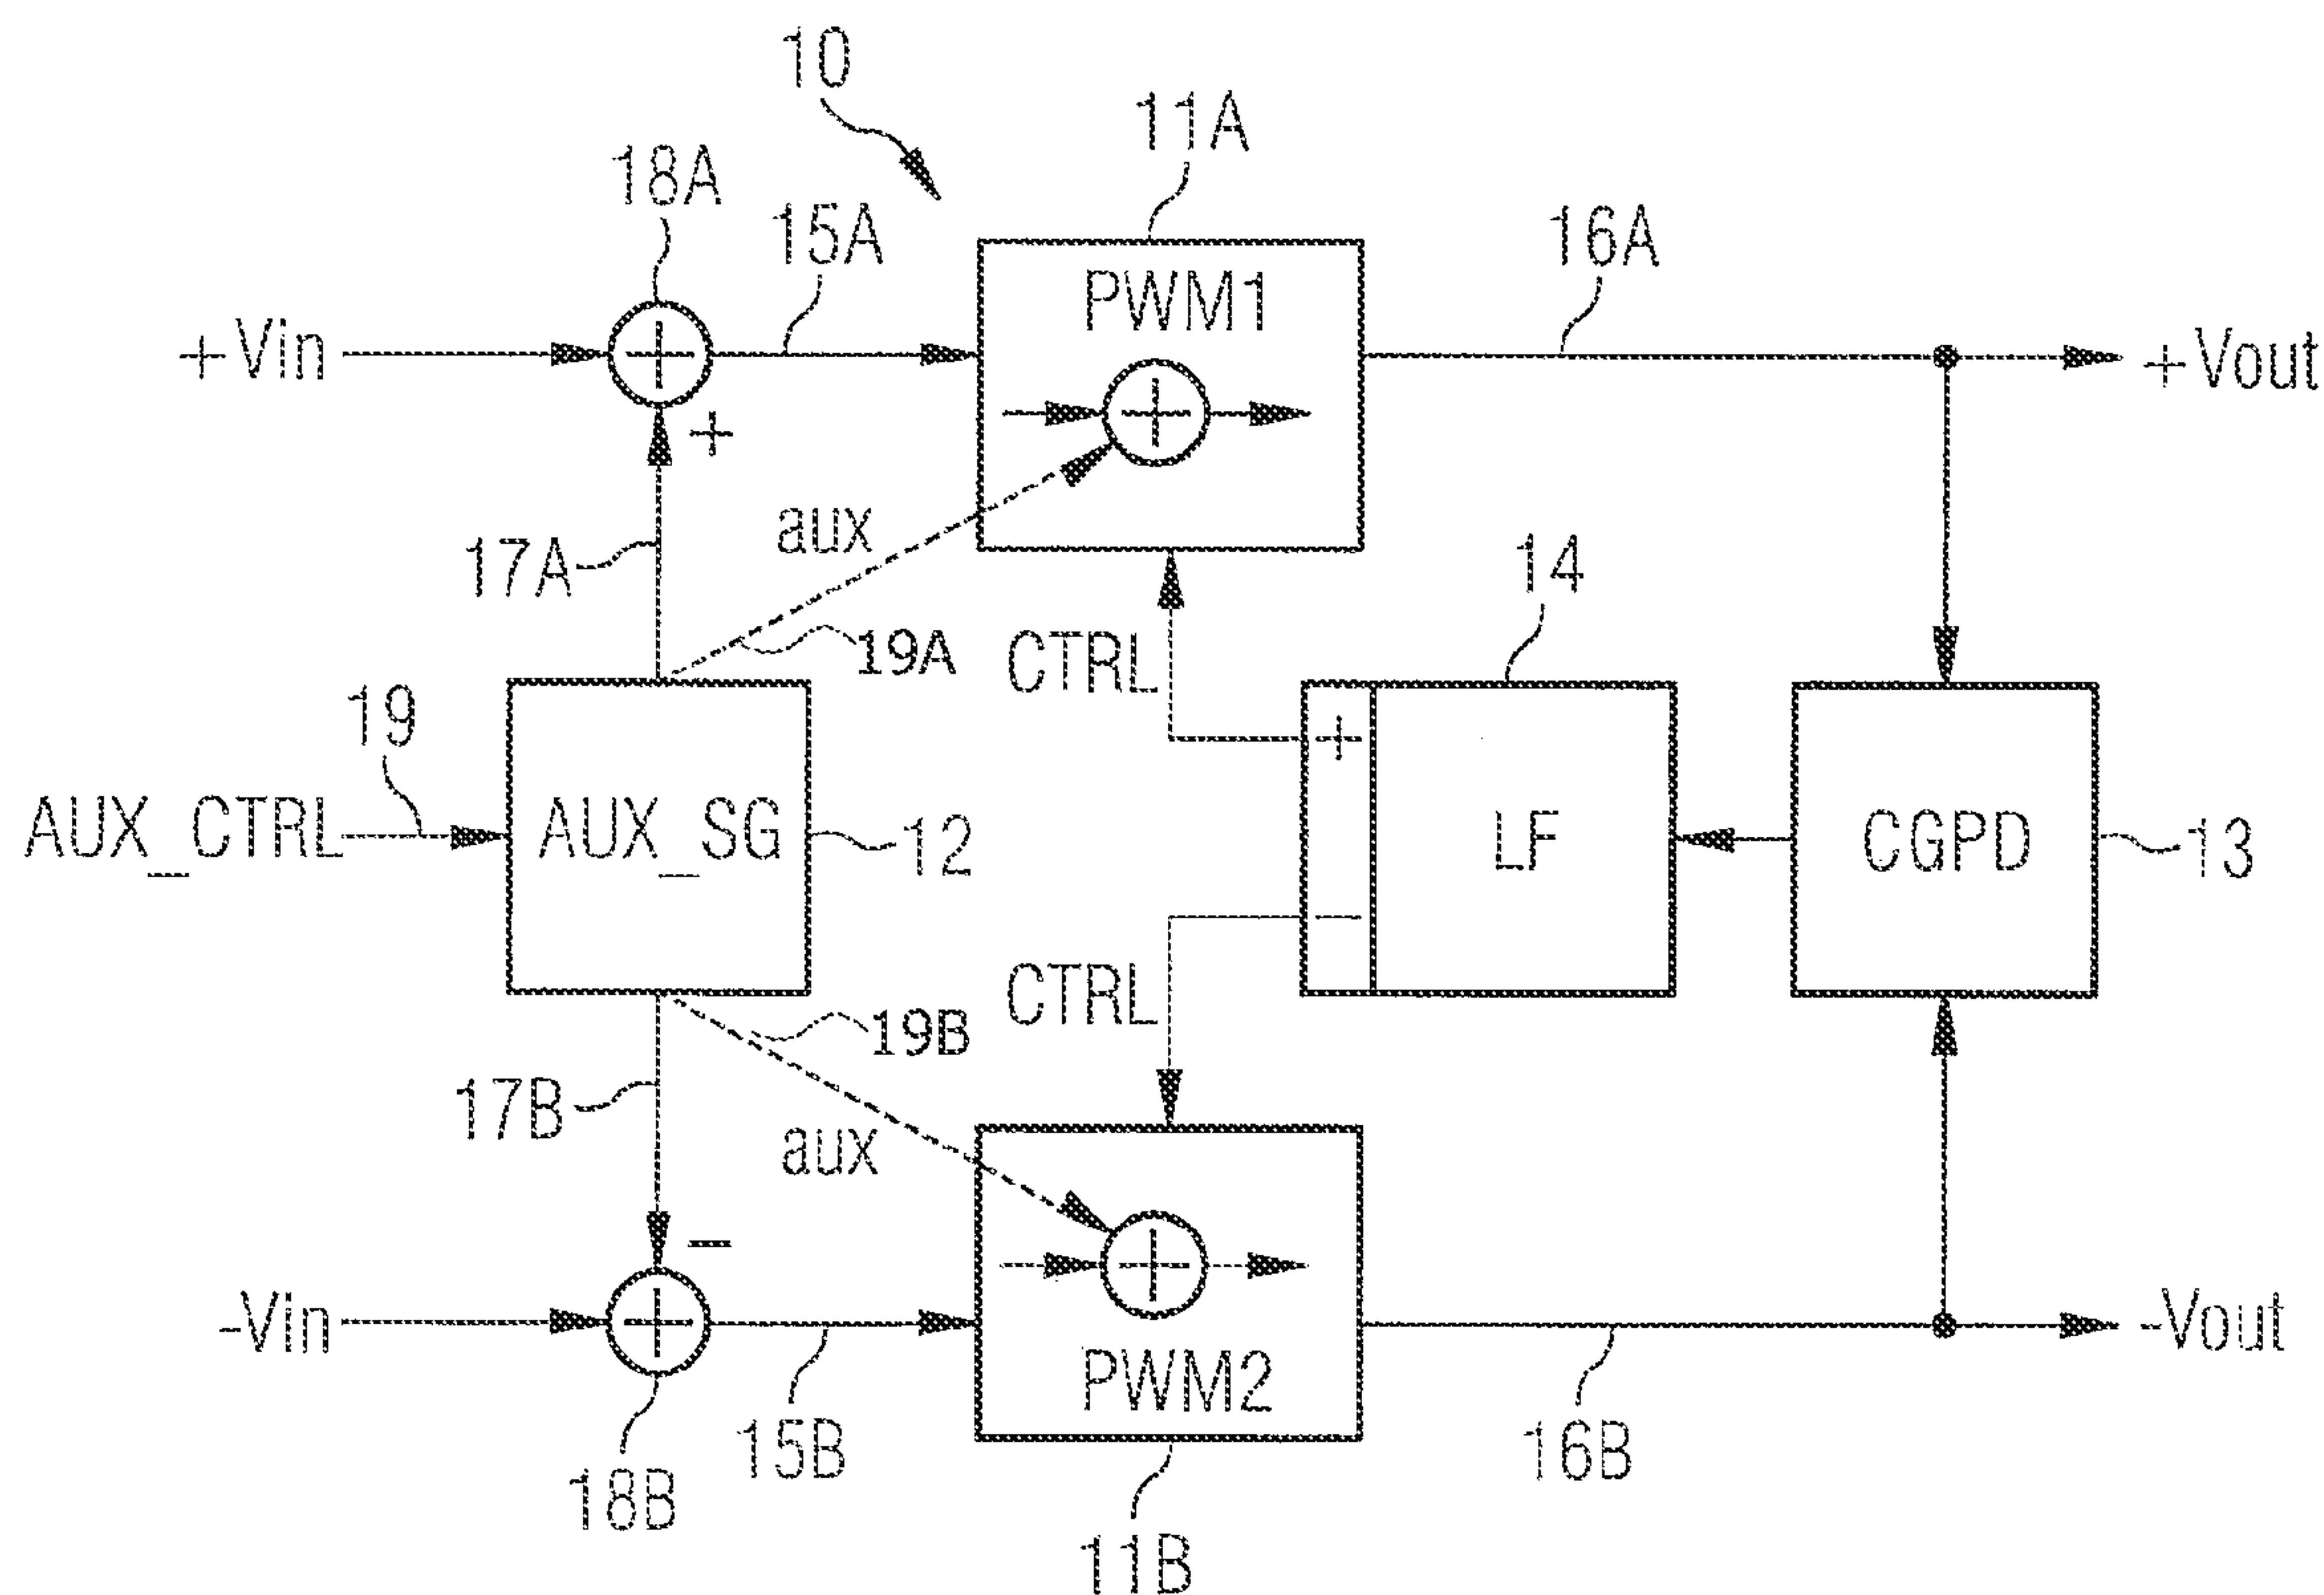 10
11A
18A
15A
16A
PWM1
+Vin
+Vout
+
aux
17A
14
19A
CTRL
19
+
AUX_CTRL
AUX_SG
12
LF
CGPD
13
−
CTRL
19B
17B
aux
−
-Vin
-Vout
PWM2
15B
16B
18B
11B